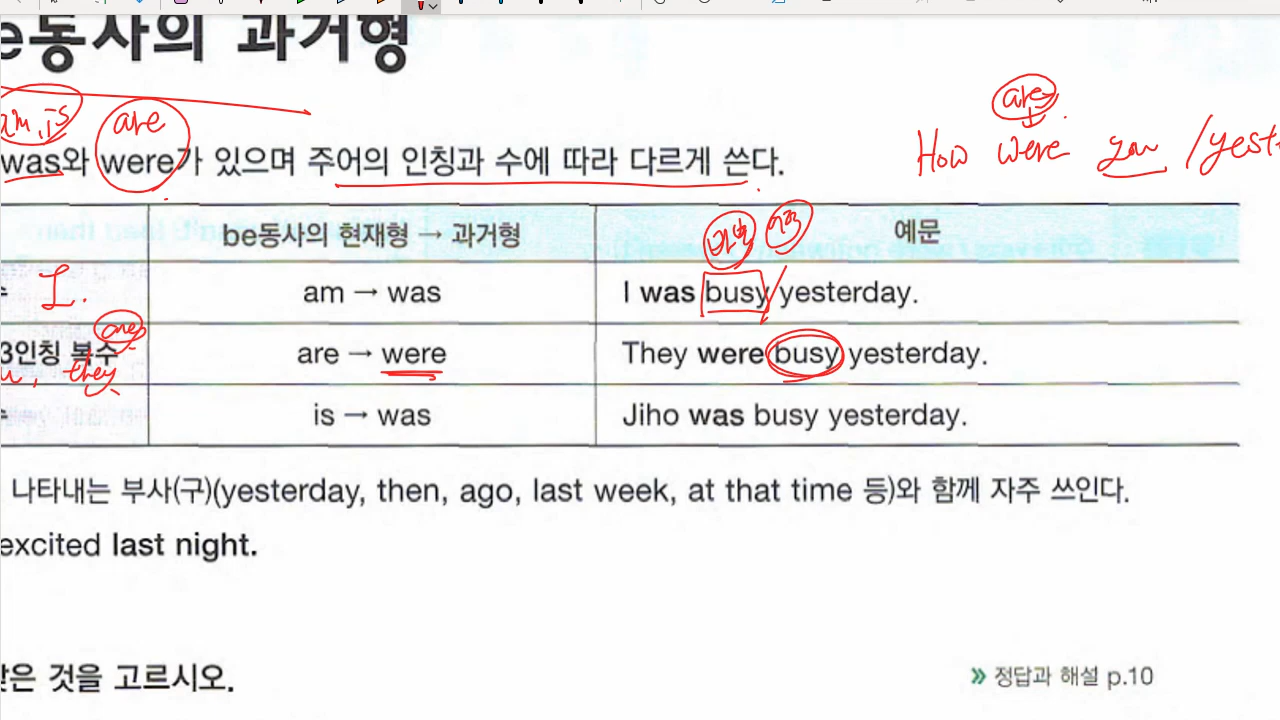 e동사의 과거형
am, is are
are
was와 were가 있으며 주어의 인칭과 수에 따라 다르게 쓴다.
How were you / yest
be동사의 현재형 → 과거형 예문
I. am → was I was busy / yesterday.
are
3인칭 복수 are → were They were busy yesterday.
they
is → was Jiho was busy yesterday.
나타내는 부사(구)(yesterday, then, ago, last week, at that time 등)와 함께 자주 쓰인다.
excited last night.
것을 고르시오.
» 정답과 해설 p.10